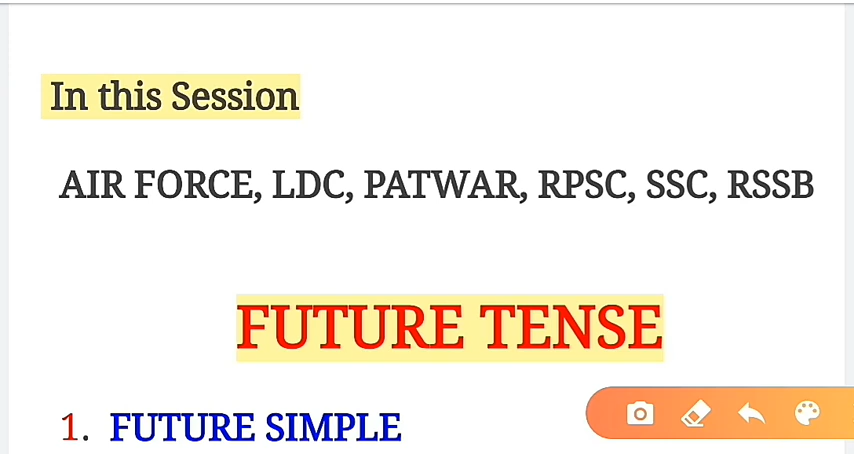 In this Session
AIR FORCE, LDC, PATWAR, RPSC, SSC, RSSB
FUTURE TENSE
1. FUTURE SIMPLE